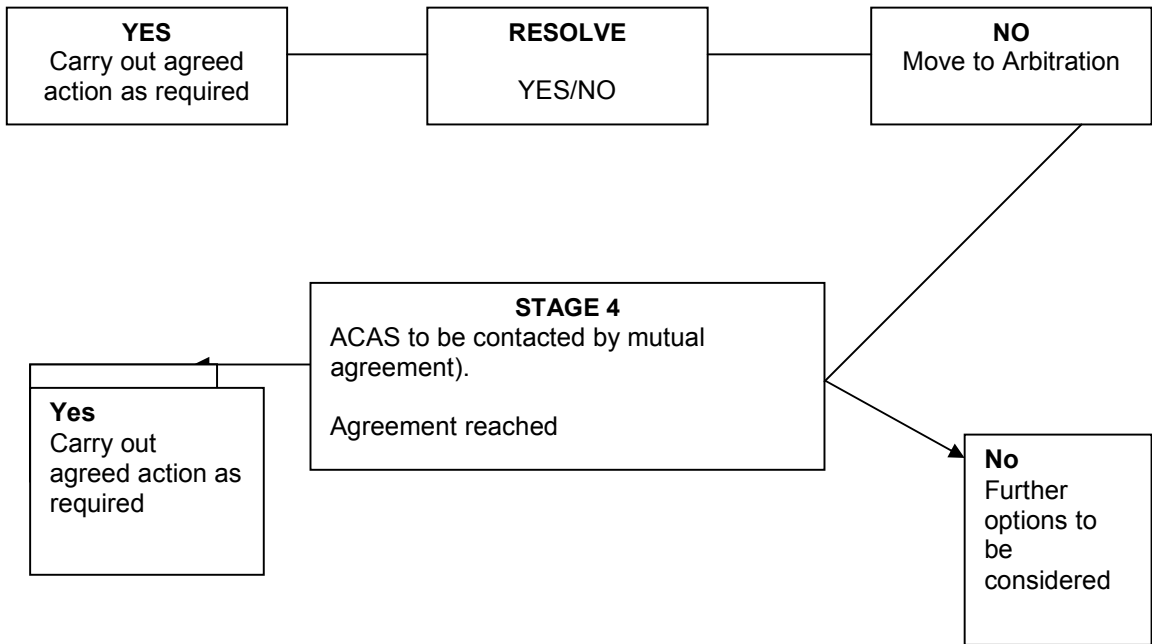 YES
Carry out agreed
action as required
RESOLVE
YES/NO
NO
Move to Arbitration
STAGE 4
ACAS to be contacted by mutual
agreement).
Agreement reached
Yes
Carry out
agreed action as
required
No
Further
options to
be
considered